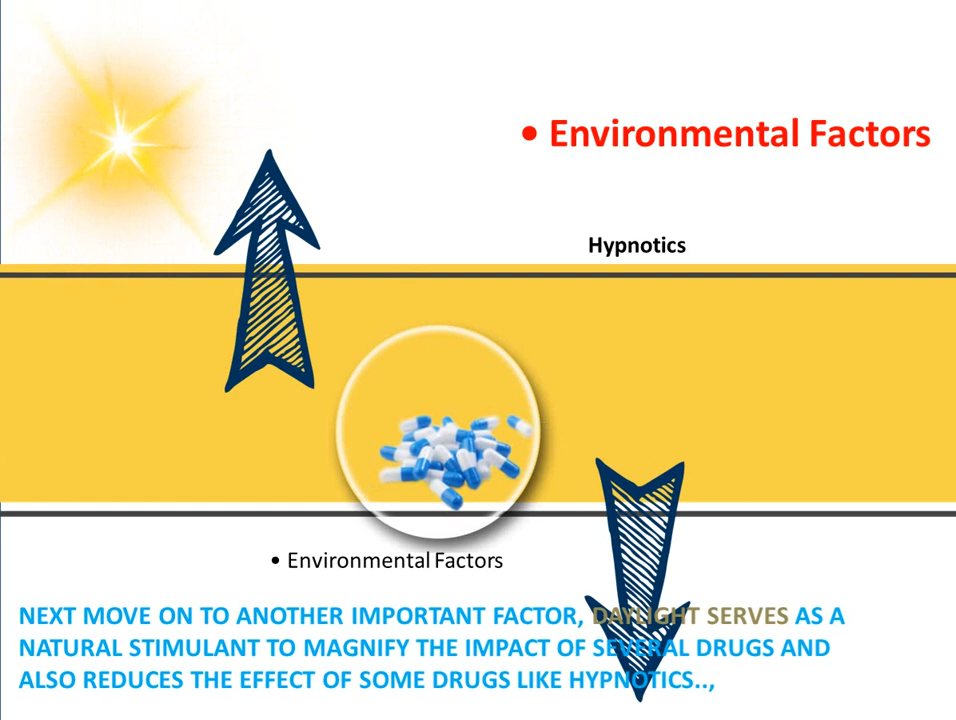 • Environmental Factors
Hypnotics
• Environmental Factors
NEXT MOVE ON TO ANOTHER IMPORTANT FACTOR, DAYLIGHT SERVES AS A
NATURAL STIMULANT TO MAGNIFY THE IMPACT OF SEVERAL DRUGS AND
ALSO REDUCES THE EFFECT OF SOME DRUGS LIKE HYPNOTICS..,